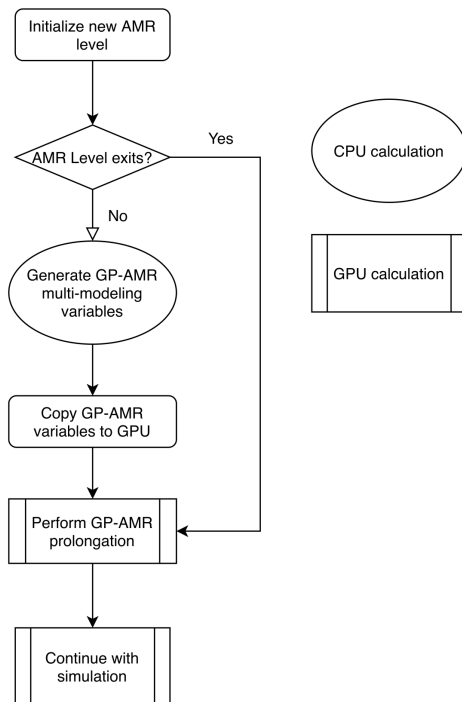 Initialize new AMR
level
AMR Level exits?
Yes
No
Generate GP-AMR
multi-modeling
variables
Copy GP-AMR
variables to GPU
Perform GP-AMR
prolongation
Continue with
simulation
CPU calculation
GPU calculation